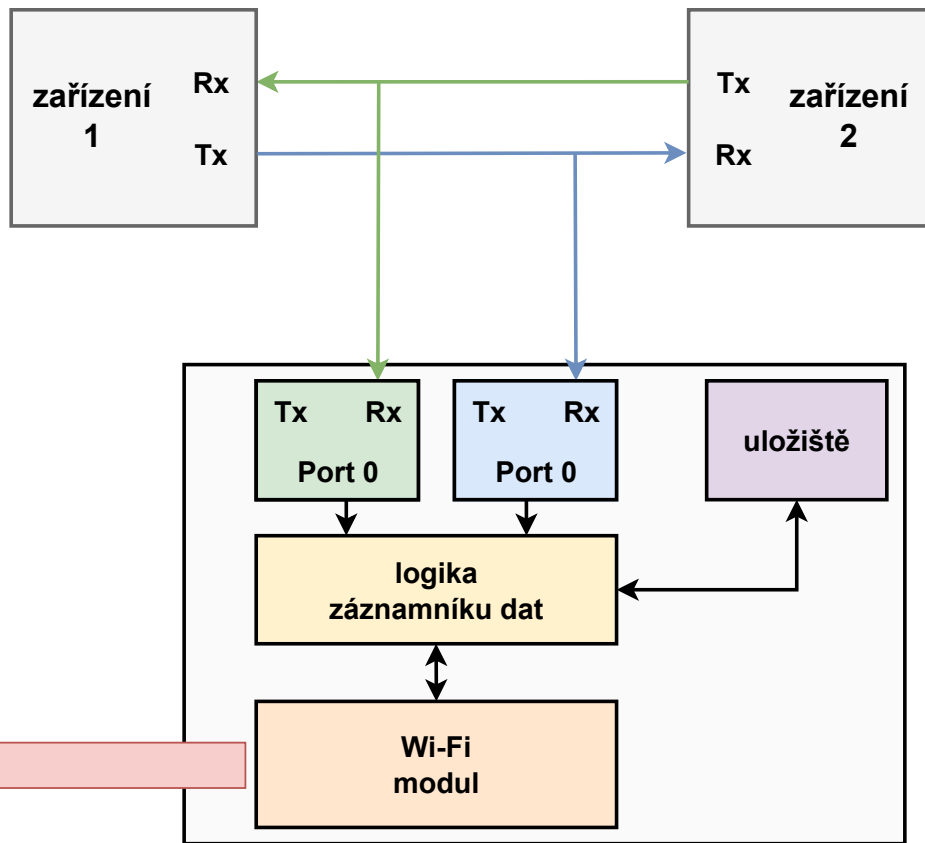 zařízení
1
Rx
Tx
Tx
Rx
zařízení
2
Tx Rx
Port 0
Tx Rx
Port 0
uložiště
logika
záznamníku dat
Wi-Fi
modul